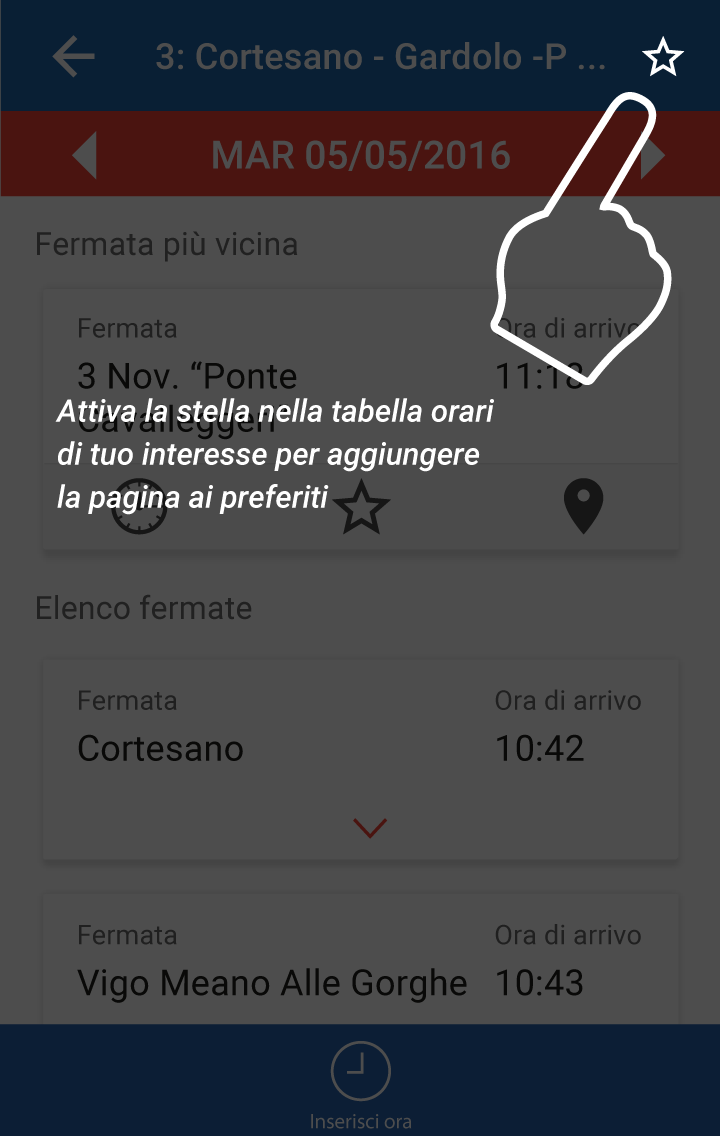 3: Cortesano - Gardolo -P ...
MAR 05/05/2016
Fermata più vicina
Fermata
Ora di arrivo
3 Nov. “Ponte
Cavalleggeri”
11:18
Attiva la stella nella tabella orari
di tuo interesse per aggiungere
la pagina ai preferiti
Elenco fermate
Fermata
Ora di arrivo
Cortesano
10:42
Fermata
Ora di arrivo
Vigo Meano Alle Gorghe
10:43
Inserisci ora